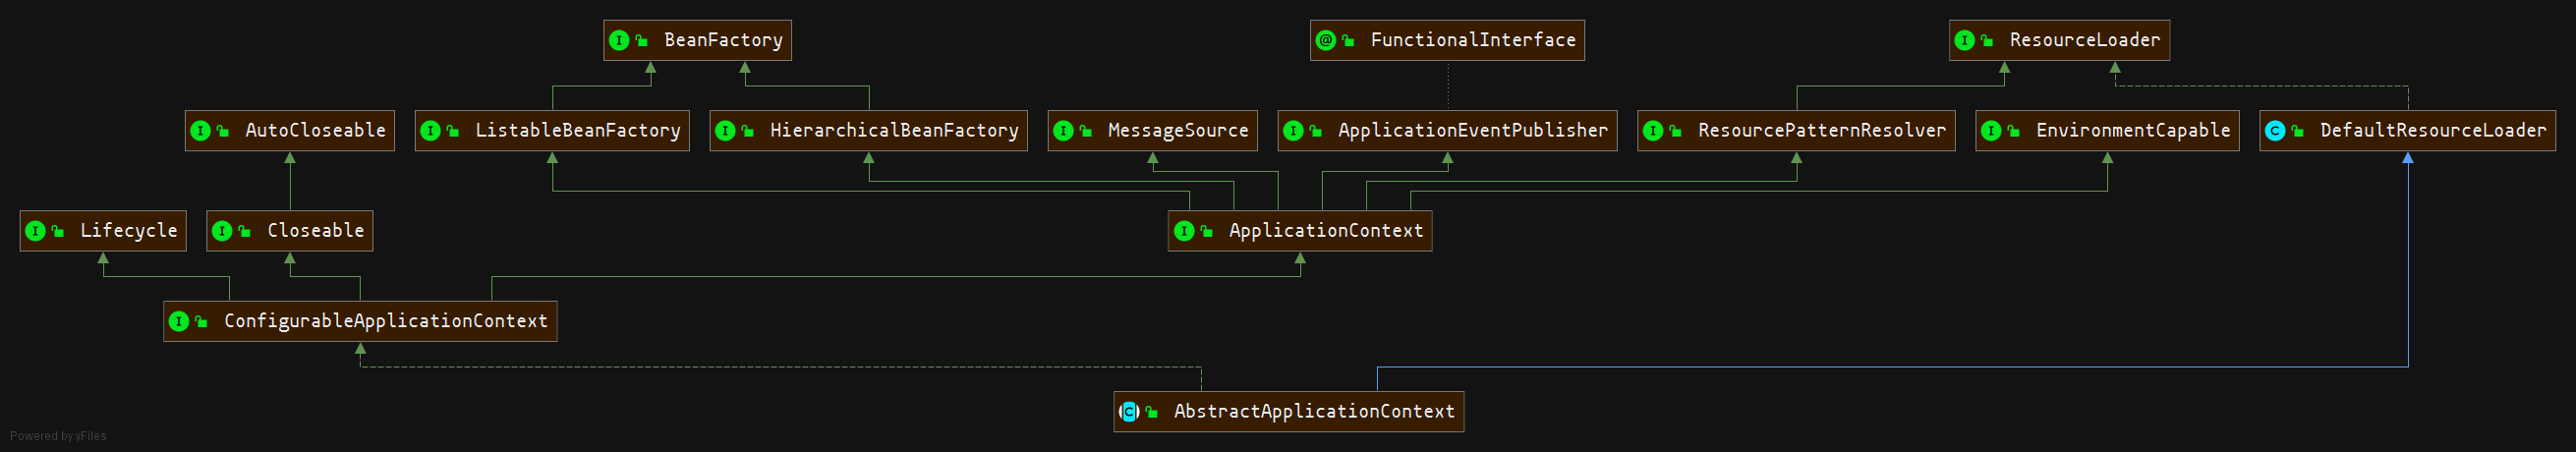 BeanFactory
FunctionalInterface
ResourceLoader
AutoCloseable
ListableBeanFactory
HierarchicalBeanFactory
MessageSource
ApplicationEventPublisher
ResourcePatternResolver
EnvironmentCapable
DefaultResourceLoader
Lifecycle
Closeable
ApplicationContext
ConfigurableApplicationContext
AbstractApplicationContext
Powered by yFiles